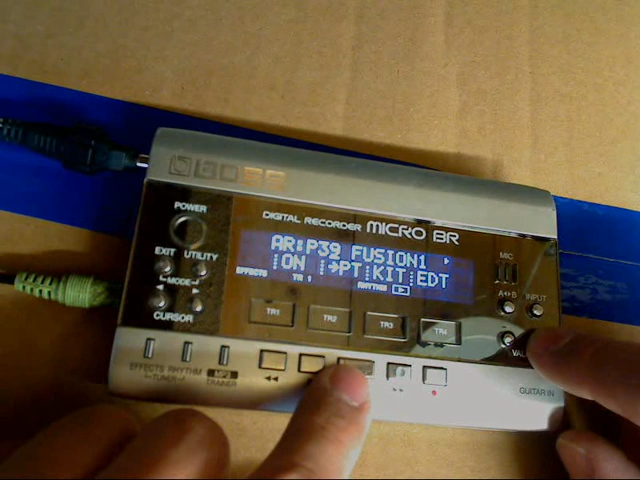 BOSS
DIGITAL RECORDER MICRO BR
POWER
EXIT UTILITY
MODE
CURSOR
AR:P39 FUSION1
ON PT KIT EDT
EFFECTS TR 1 RHYTHM
MIC
A↔B INPUT
TR1 TR2 TR3 TR4
EFFECTS RHYTHM MP3
TUNER TRAINER
GUITAR IN